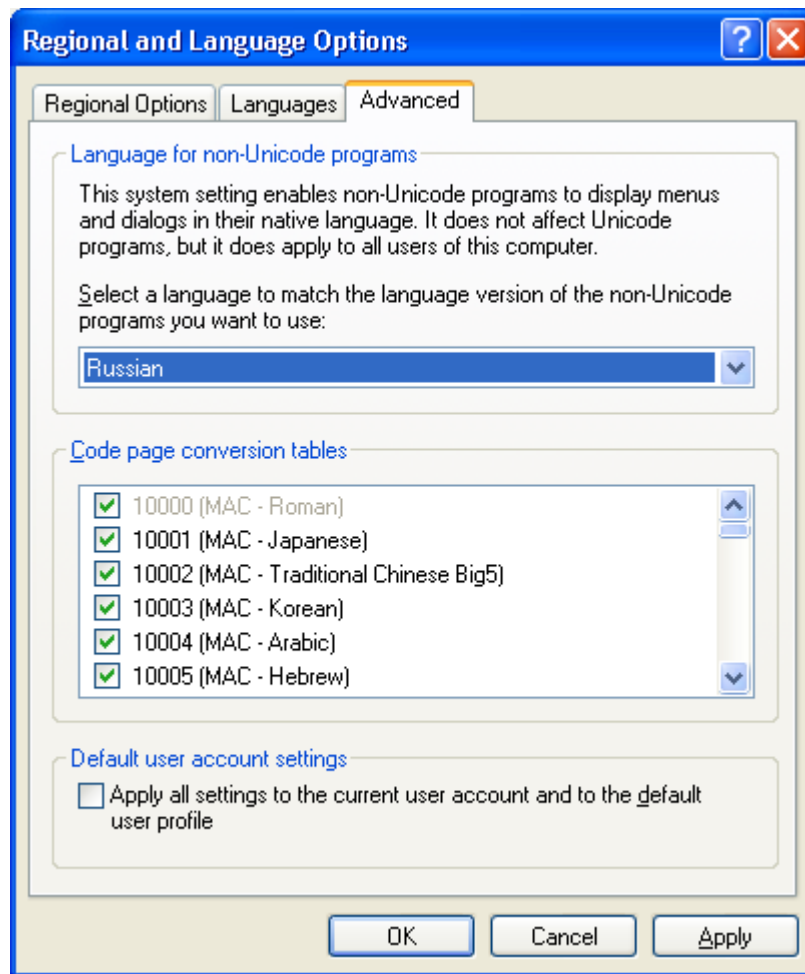 Regional and Language Options
Regional Options
Languages
Advanced
Language for non-Unicode programs
This system setting enables non-Unicode programs to display menus
and dialogs in their native language. It does not affect Unicode
programs, but it does apply to all users of this computer.
Select a language to match the language version of the non-Unicode
programs you want to use:
Russian
Code page conversion tables
10000 (MAC - Roman)
10001 (MAC - Japanese)
10002 (MAC - Traditional Chinese Big5)
10003 (MAC - Korean)
10004 (MAC - Arabic)
10005 (MAC - Hebrew)
Default user account settings
Apply all settings to the current user account and to the default
user profile
OK
Cancel
Apply